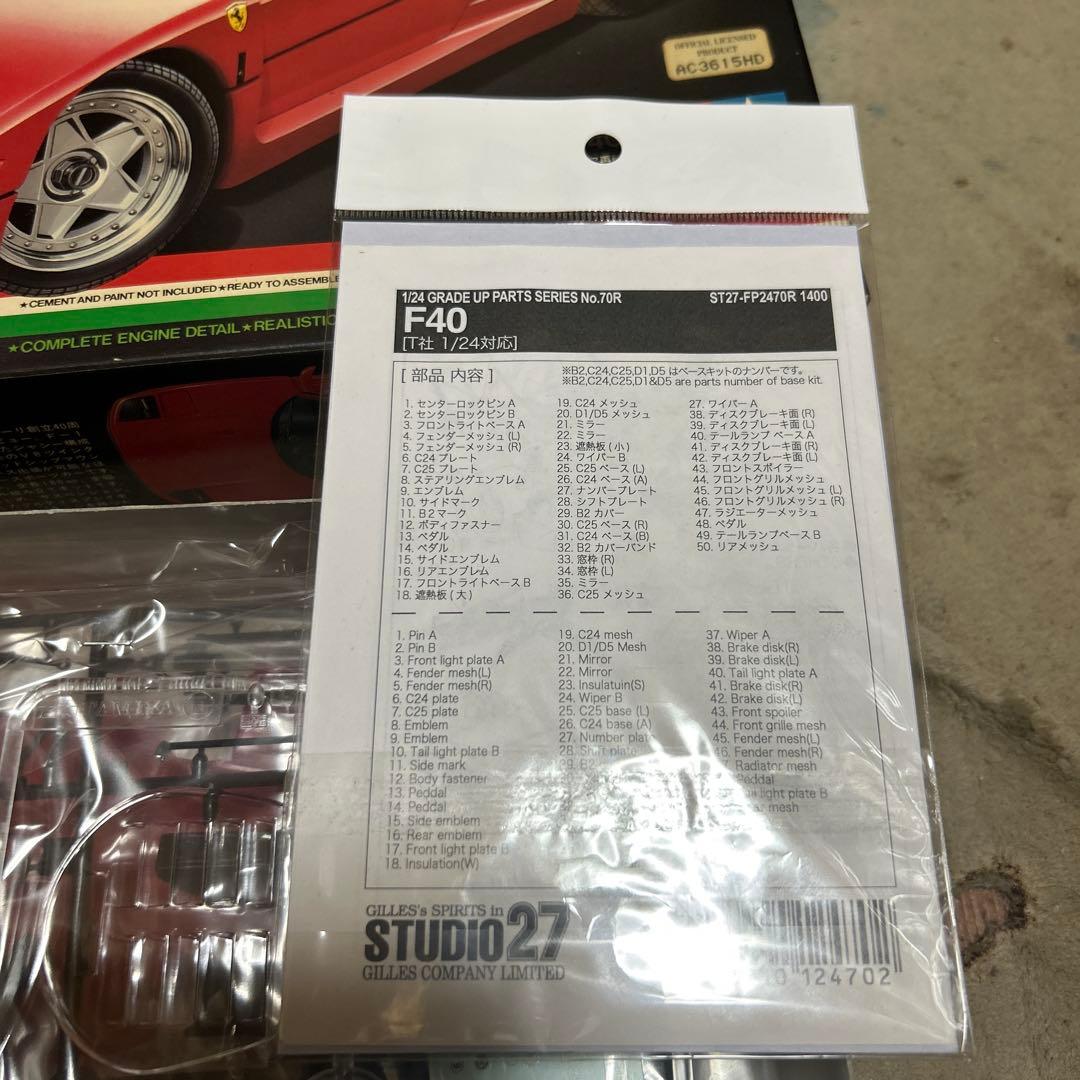 OFFICIAL LICENSED
PRODUCT
AC3615HD
★CEMENT AND PAINT NOT INCLUDED★READY TO ASSEMBLE
★COMPLETE ENGINE DETAIL★REALISTIC
リ創立40周
1/24 GRADE UP PARTS SERIES No.70R ST27-FP2470R 1400
F40
[T社 1/24対応]
[ 部品 内容 ]
※B2,C24,C25,D1,D5 はベースキットのナンバーです。
※B2,C24,C25,D1&D5 are parts number of base kit.
1. センターロックピン A
2. センターロックピン B
3. フロントライトベース A
4. フェンダーメッシュ (L)
5. フェンダーメッシュ (R)
6. C24 プレート
7. C25 プレート
8. ステアリングエンブレム
9. エンブレム
10. サイドマーク
11. B2マーク
12. ボディファスナー
13. ペダル
14. ペダル
15. サイドエンブレム
16. リアエンブレム
17. フロントライトベース B
18. 遮熱板 ( 大 )
19. C24 メッシュ
20. D1/D5 メッシュ
21. ミラー
22. ミラー
23. 遮熱板 ( 小 )
24. ワイパー B
25. C25 ベース (L)
26. C24 ベース (A)
27. ナンバープレート
28. シフトプレート
29. B2 カバー
30. C25 ベース (R)
31. C24 ベース (B)
32. B2 カバーバンド
33. 窓枠 (R)
34. 窓枠 (L)
35. ミラー
36. C25 メッシュ
27. ワイパー A
38. ディスクブレーキ面 (R)
39. ディスクブレーキ面 (L)
40. テールランプ ベース A
41. ディスクブレーキ面 (R)
42. ディスクブレーキ面 (L)
43. フロントスポイラー
44. フロントグリルメッシュ
45. フロントグリルメッシュ (L)
46. フロントグリルメッシュ (R)
47. ラジエーターメッシュ
48. ペダル
49. テールランプベース B
50. リアメッシュ
1. Pin A
2. Pin B
3. Front light plate A
4. Fender mesh(L)
5. Fender mesh(R)
6. C24 plate
7. C25 plate
8. Emblem
9. Emblem
10. Tail light plate B
11. Side mark
12. Body fastener
13. Peddal
14. Peddal
15. Side emblem
16. Rear emblem
17. Front light plate B
18. Insulation(W)
19. C24 mesh
20. D1/D5 Mesh
21. Mirror
22. Mirror
23. Insulatuin(S)
24. Wiper B
25. C25 base (L)
26. C24 base (A)
27. Number plate
28. Shift plate
29. B2
37. Wiper A
38. Brake disk(R)
39. Brake disk(L)
40. Tail light plate A
41. Brake disk(R)
42. Brake disk(L)
43. Front spoiler
44. Front grille mesh
45. Fender mesh(L)
46. Fender mesh(R)
Radiator mesh
Peddal
light plate B
mesh
GILLES's SPIRITS in
STUDIO27
GILLES COMPANY LIMITED
0 124702